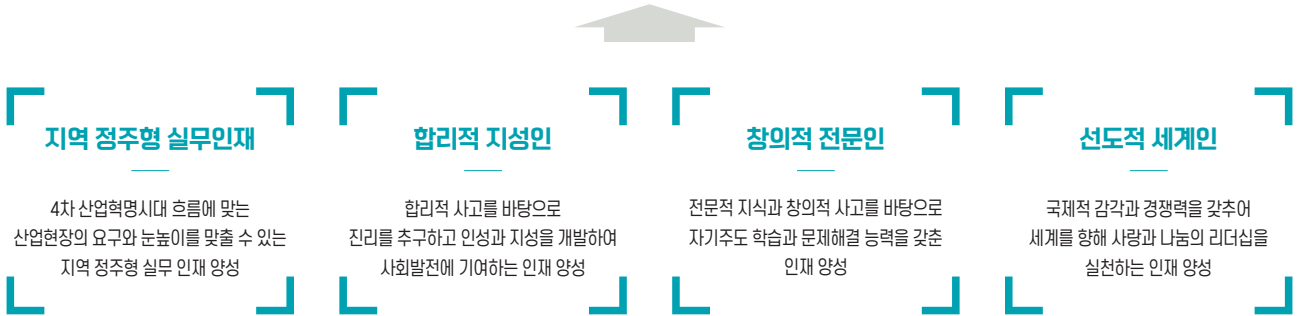 지역 정주형 실무인재
4차 산업혁명시대 흐름에 맞는
산업현장의 요구와 눈높이를 맞출 수 있는
지역 정주형 실무 인재 양성
합리적 지성인
합리적 사고를 바탕으로
진리를 추구하고 인성과 지성을 개발하여
사회발전에 기여하는 인재 양성
창의적 전문인
전문적 지식과 창의적 사고를 바탕으로
자기주도 학습과 문제해결 능력을 갖춘
인재 양성
선도적 세계인
국제적 감각과 경쟁력을 갖추어
세계를 향해 사랑과 나눔의 리더십을
실천하는 인재 양성